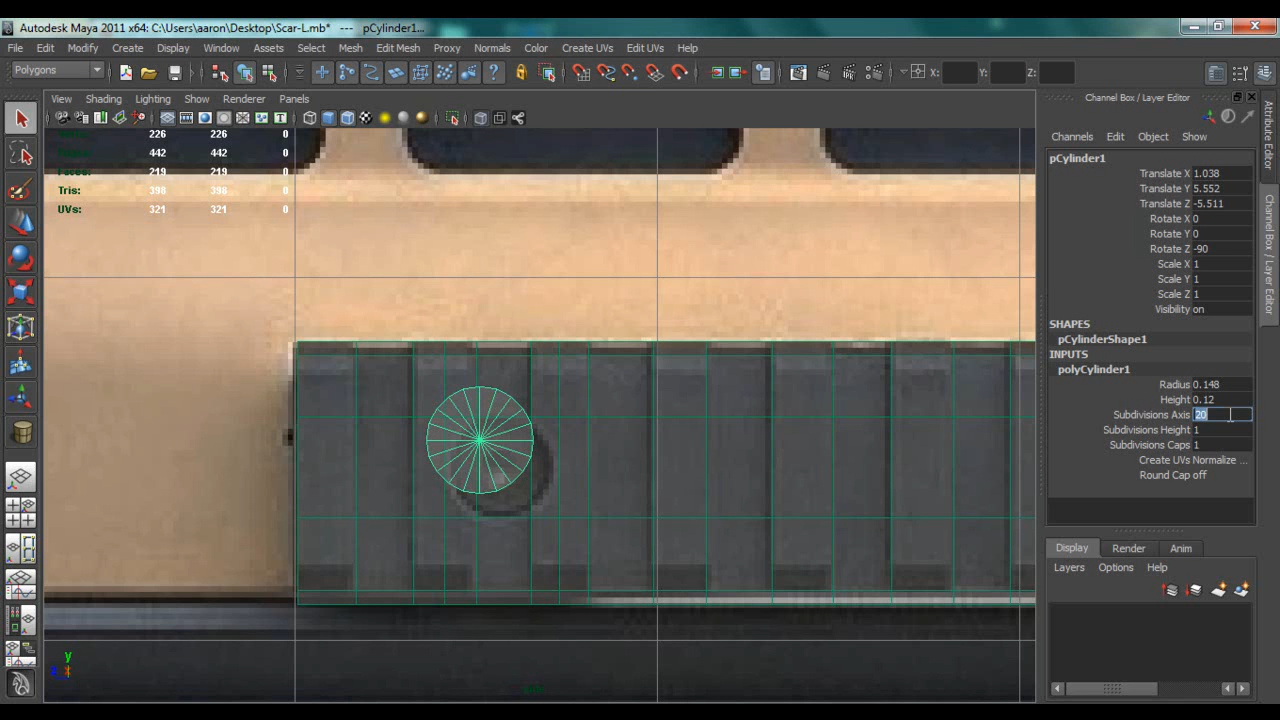 Autodesk Maya 2011 x64: C:\Users\aaron\Desktop\Scar-L.mb* --- pCylinder1...
File Edit Modify Create Display Window Assets Select Mesh Edit Mesh Proxy Normals Color Create UVs Edit UVs Help
Polygons X: Y: Z:
View Shading Lighting Show Renderer Panels
Channel Box / Layer Editor
226 226 0
442 442 0
219 219 0
Tris: 398 398 0
UVs: 321 321 0
Channels Edit Object Show
pCylinder1
Translate X 1.038
Translate Y 5.552
Translate Z -5.511
Rotate X 0
Rotate Y 0
Rotate Z -90
Scale X 1
Scale Y 1
Scale Z 1
Visibility on
SHAPES
pCylinderShape1
INPUTS
polyCylinder1
Radius 0.148
Height 0.12
Subdivisions Axis 20
Subdivisions Height 1
Subdivisions Caps 1
Create UVs Normalize ...
Round Cap off
Display Render Anim
Layers Options Help
Attribute Editor
Channel Box / Layer Editor
y